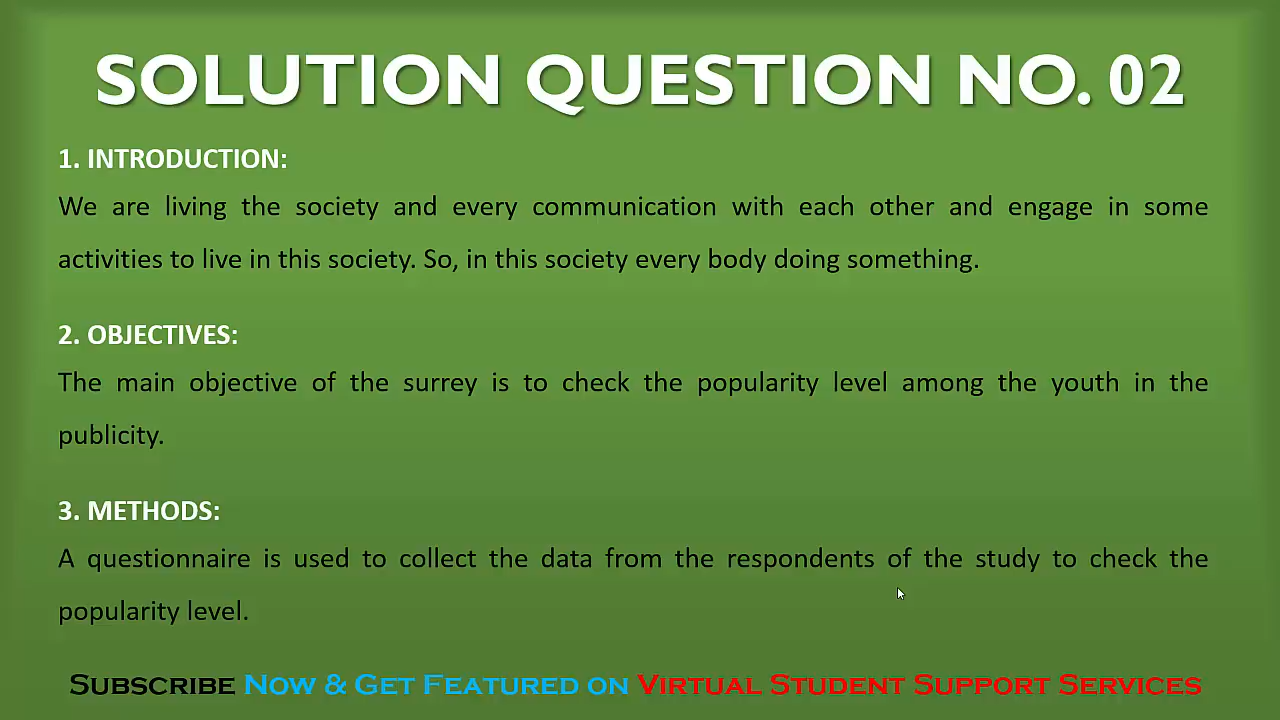 SOLUTION QUESTION NO. 02
1. INTRODUCTION:
We are living the society and every communication with each other and engage in some
activities to live in this society. So, in this society every body doing something.
2. OBJECTIVES:
The main objective of the surrey is to check the popularity level among the youth in the
publicity.
3. METHODS:
A questionnaire is used to collect the data from the respondents of the study to check the
popularity level.
SUBSCRIBE NOW & GET FEATURED ON VIRTUAL STUDENT SUPPORT SERVICES